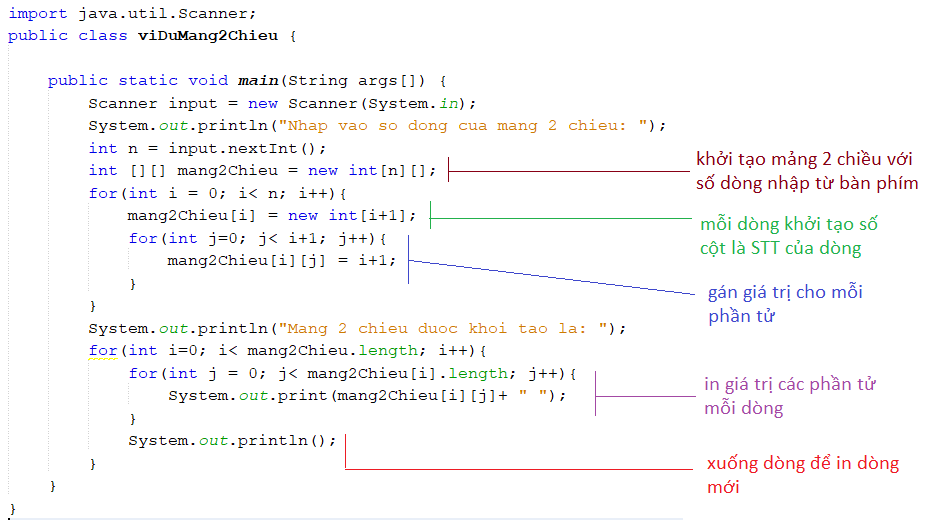 import java.util.Scanner;
public class viDuMang2Chieu {
public static void main(String args[]) {
Scanner input = new Scanner(System.in);
System.out.println("Nhap vao so dong cua mang 2 chieu: ");
int n = input.nextInt();
int [][] mang2Chieu = new int[n][];
for(int i = 0; i< n; i++){
mang2Chieu[i] = new int[i+1];
for(int j=0; j< i+1; j++){
mang2Chieu[i][j] = i+1;
}
}
System.out.println("Mang 2 chieu duoc khoi tao la: ");
for(int i=0; i< mang2Chieu.length; i++){
for(int j = 0; j< mang2Chieu[i].length; j++){
System.out.print(mang2Chieu[i][j]+ " ");
}
System.out.println();
}
}
}
khởi tạo mảng 2 chiều với
số dòng nhập từ bàn phím
mỗi dòng khởi tạo số
cột là STT của dòng
gán giá trị cho mỗi
phần tử
in giá trị các phần tử
mỗi dòng
xuống dòng để in dòng
mới